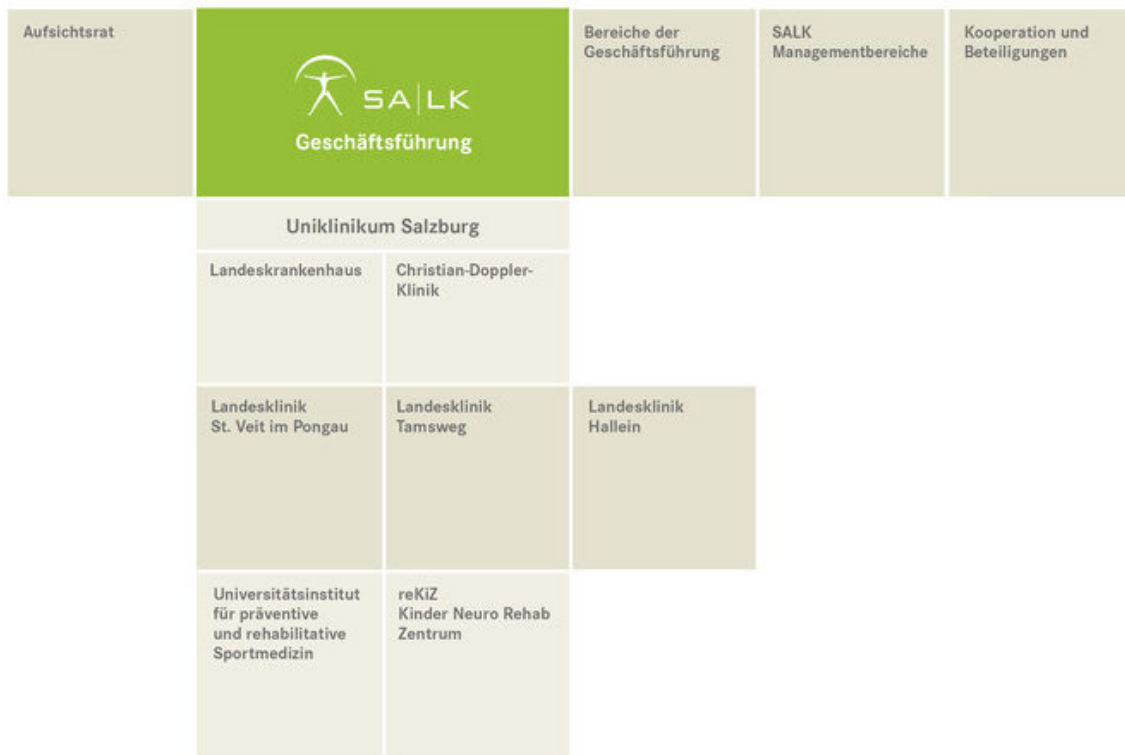 Aufsichtsrat
SA|LK
Geschäftsführung
Bereiche der
Geschäftsführung
SALK
Managementbereiche
Kooperation und
Beteiligungen
Uniklinikum Salzburg
Landeskrankenhaus
Christian-Doppler-
Klinik
Landesklinik
St. Veit im Pongau
Landesklinik
Tamsweg
Landesklinik
Hallein
Universitätsinstitut
für präventive
und rehabilitative
Sportmedizin
reKiZ
Kinder Neuro Rehab
Zentrum